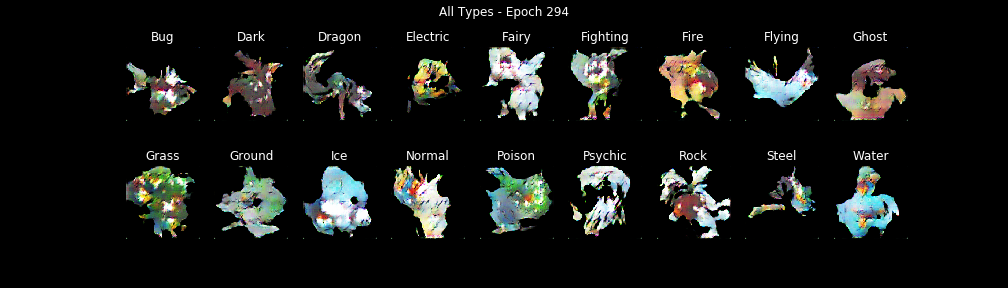 All Types - Epoch 294
Bug Dark Dragon Electric Fairy Fighting Fire Flying Ghost
Grass Ground Ice Normal Poison Psychic Rock Steel Water